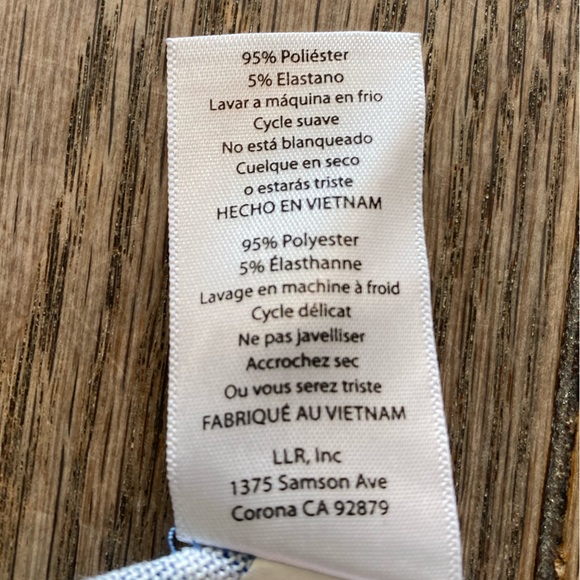 95% Poliéster
5% Elastano
Lavar a máquina en frio
Cycle suave
No está blanqueado
Cuelque en seco
o estarás triste
HECHO EN VIETNAM
95% Polyester
5% Élasthanne
Lavage en machine à froid
Cycle délicat
Ne pas javelliser
Accrochez sec
Ou vous serez triste
FABRIQUÉ AU VIETNAM
LLR, Inc
1375 Samson Ave
Corona CA 92879